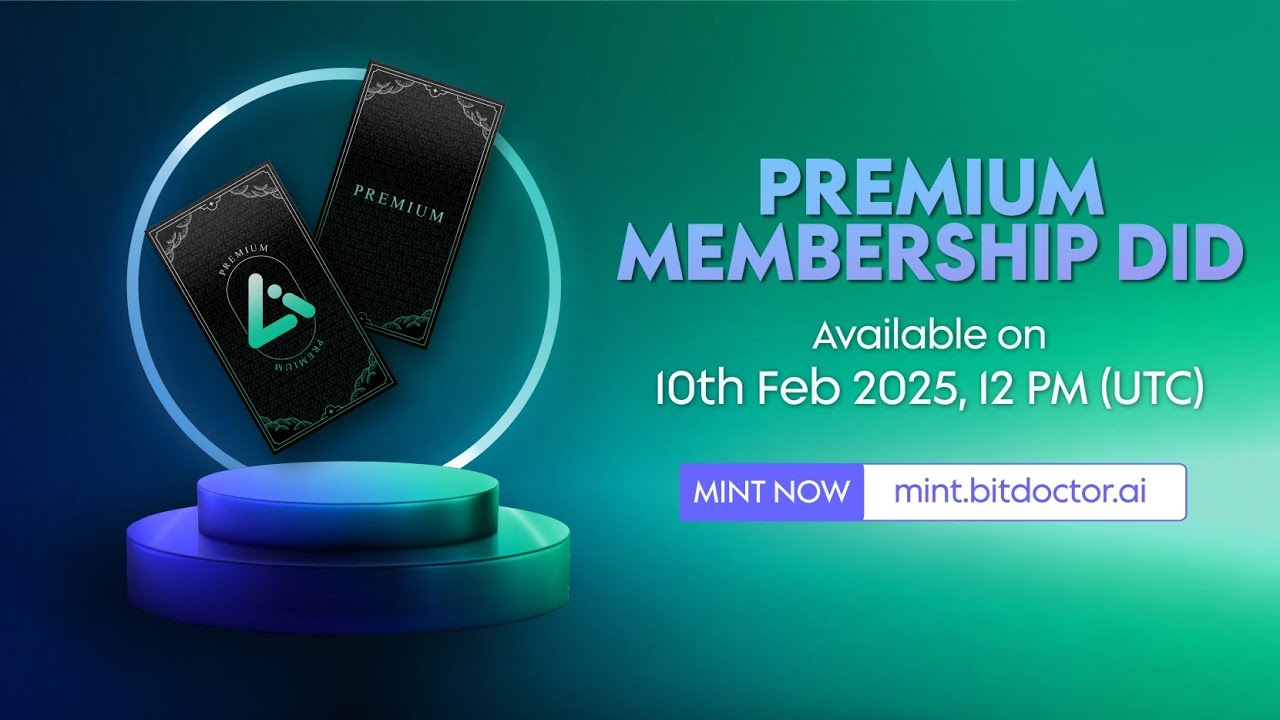 PREMIUM
PREMIUM
PREMIUM
PREMIUM
MEMBERSHIP DID
Available on
10th Feb 2025, 12 PM (UTC)
MINT NOW
mint.bitdoctor.ai